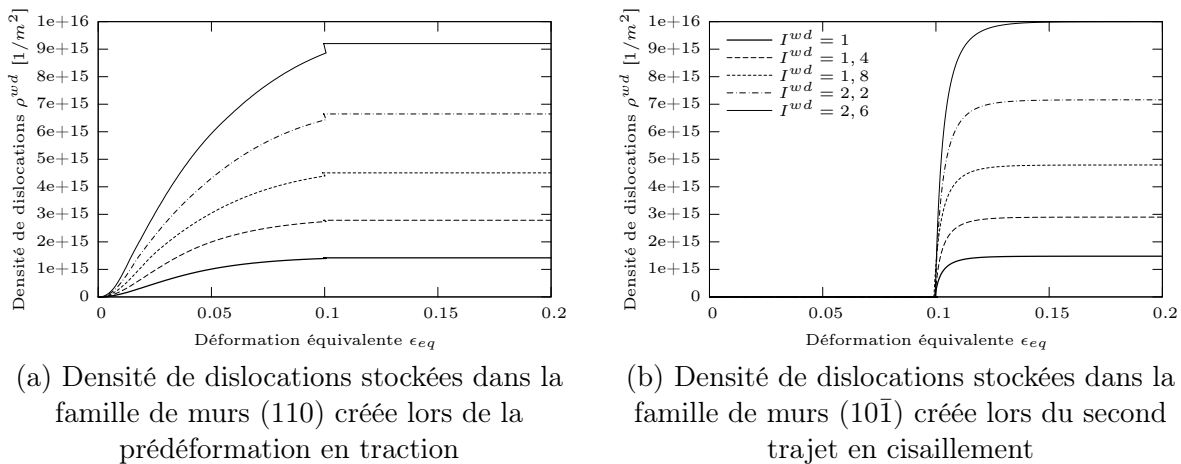 Densité de dislocations ρ^{wd} [1/m^2]
1e+16
9e+15
8e+15
7e+15
6e+15
5e+15
4e+15
3e+15
2e+15
1e+15
0
0 0.05 0.1 0.15 0.2
Déformation équivalente ϵ_{eq}
(a) Densité de dislocations stockées dans la
famille de murs (110) créée lors de la
prédéformation en traction
Densité de dislocations ρ^{wd} [1/m^2]
1e+16
9e+15
8e+15
7e+15
6e+15
5e+15
4e+15
3e+15
2e+15
1e+15
0
I^{wd} = 1
I^{wd} = 1, 4
I^{wd} = 1, 8
I^{wd} = 2, 2
I^{wd} = 2, 6
0 0.05 0.1 0.15 0.2
Déformation équivalente ϵ_{eq}
(b) Densité de dislocations stockées dans la
famille de murs (101̄) créée lors du second
trajet en cisaillement